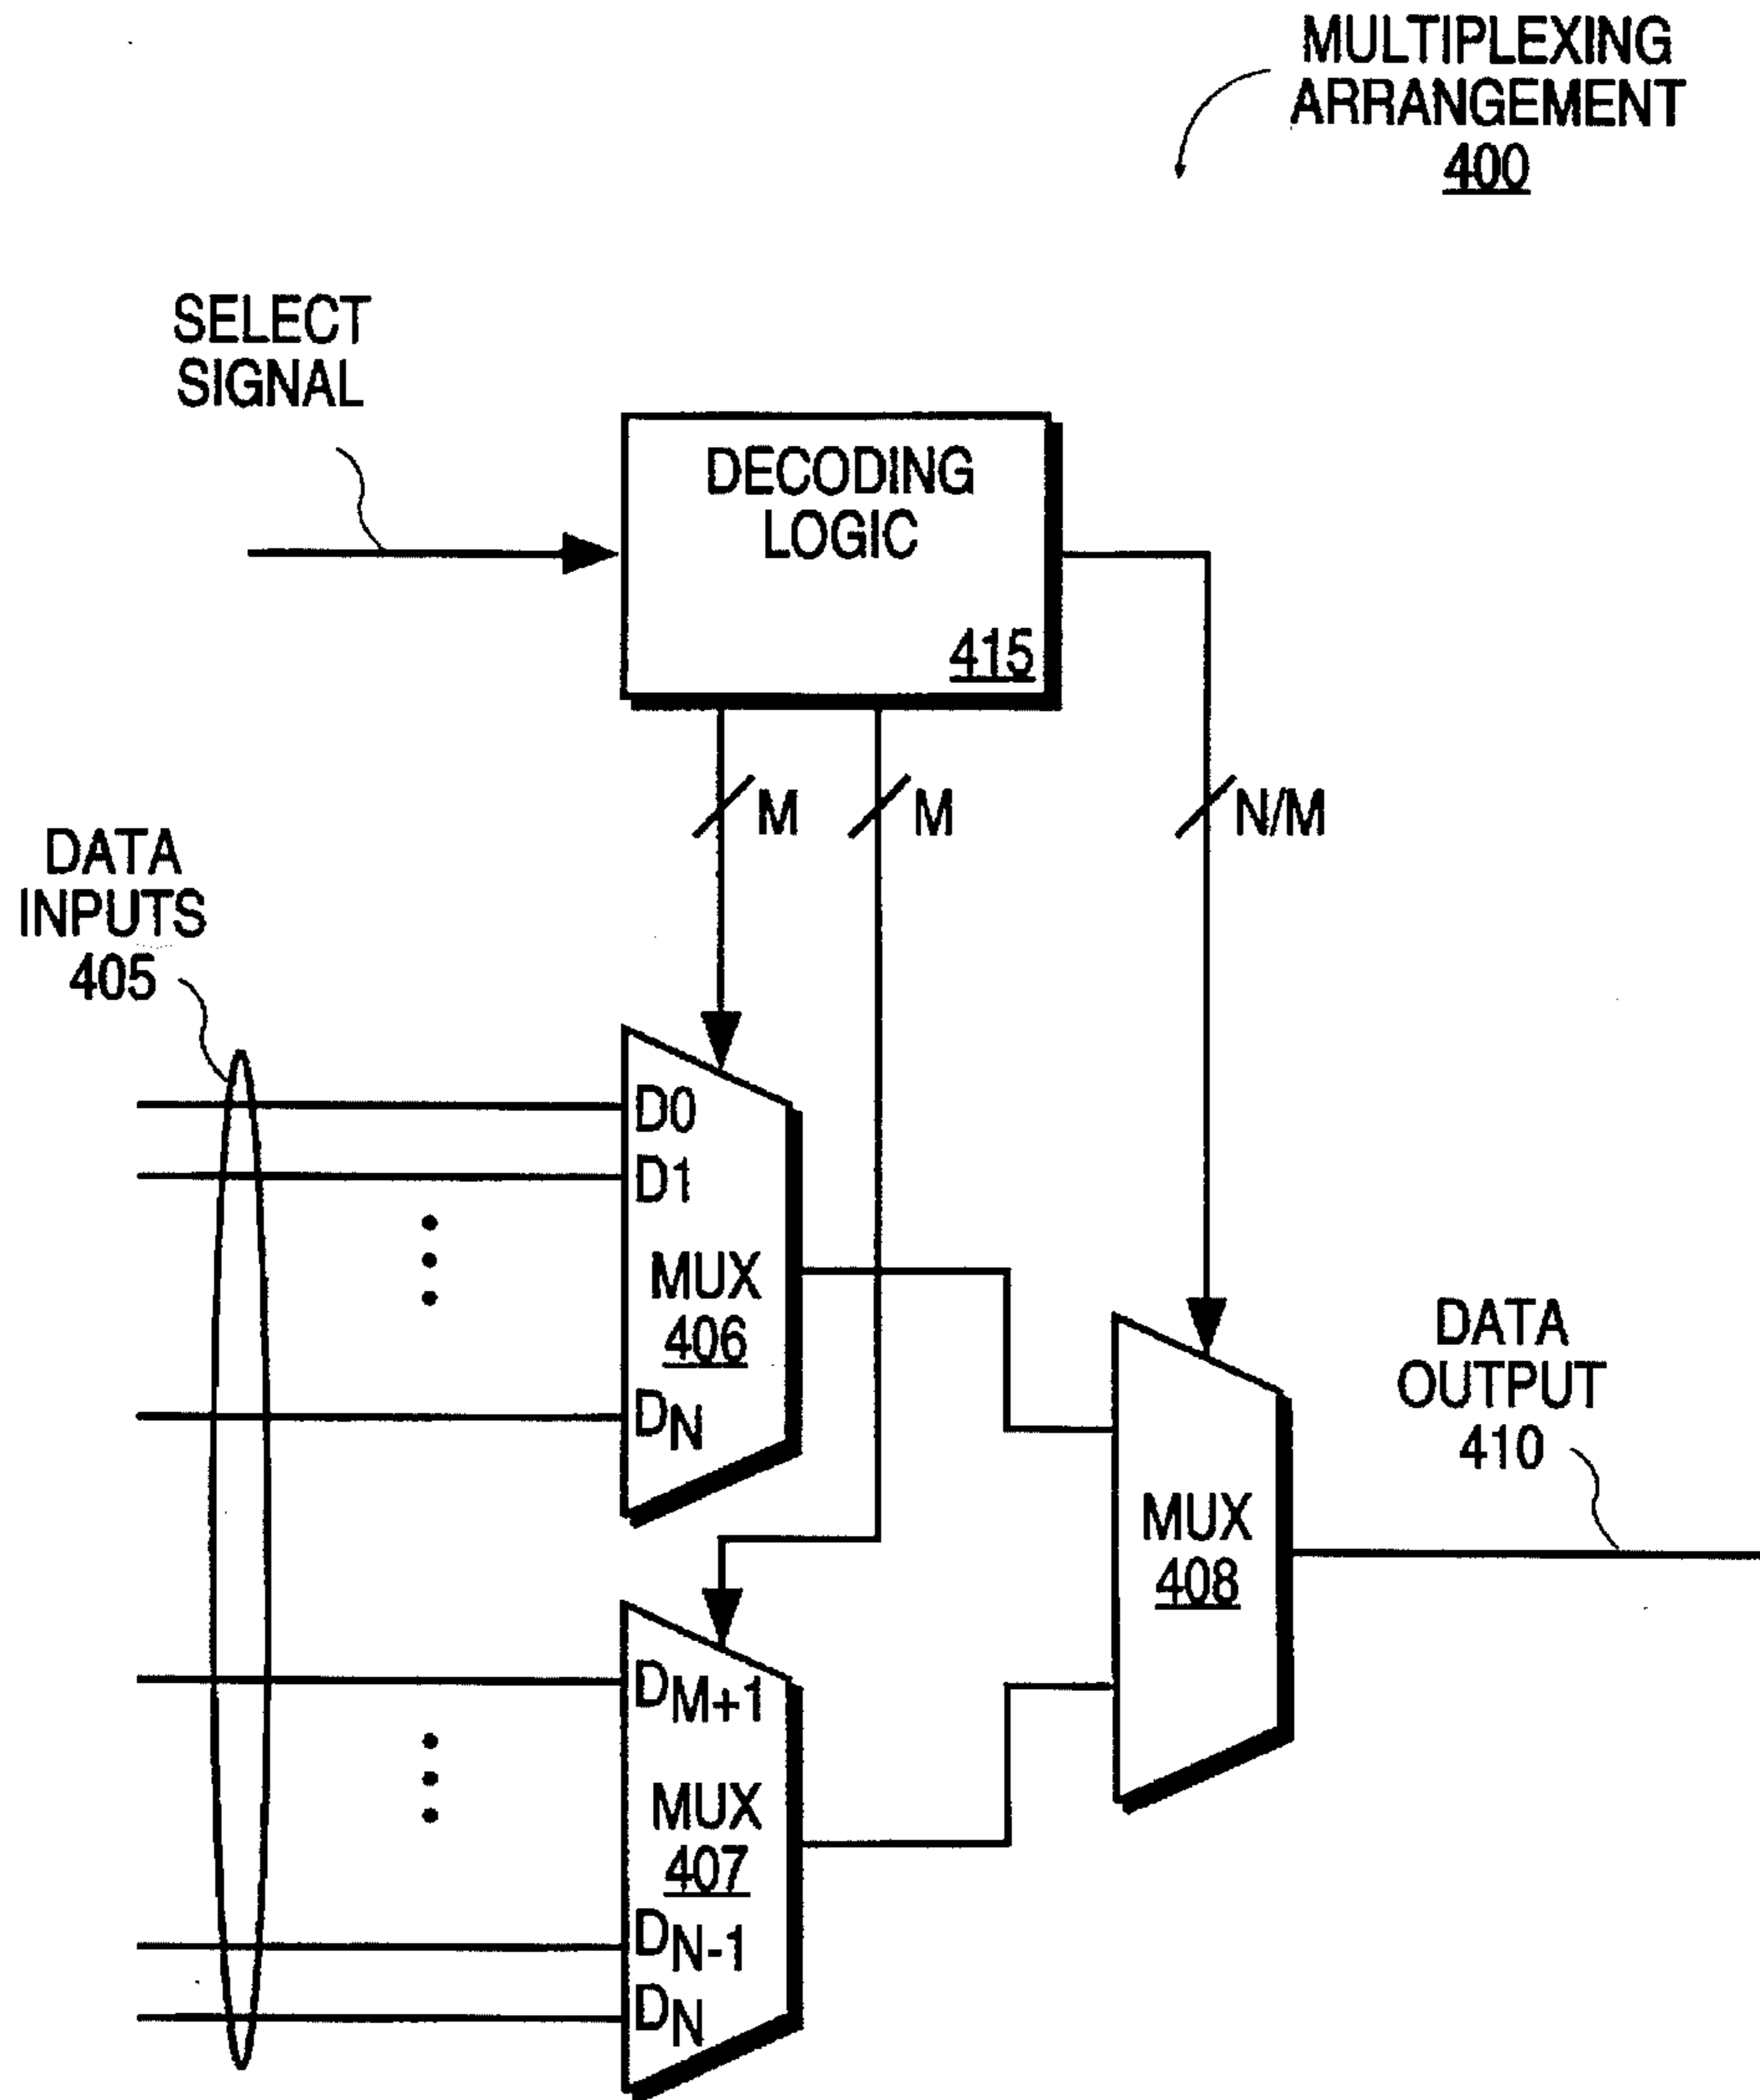 MULTIPLEXING
ARRANGEMENT
400
SELECT
SIGNAL
DECODING
LOGIC
415
M
M
N/M
DATA
INPUTS
405
D0
D1
MUX
406
DN
DATA
OUTPUT
410
MUX
408
DM+1
MUX
407
DN-1
DN